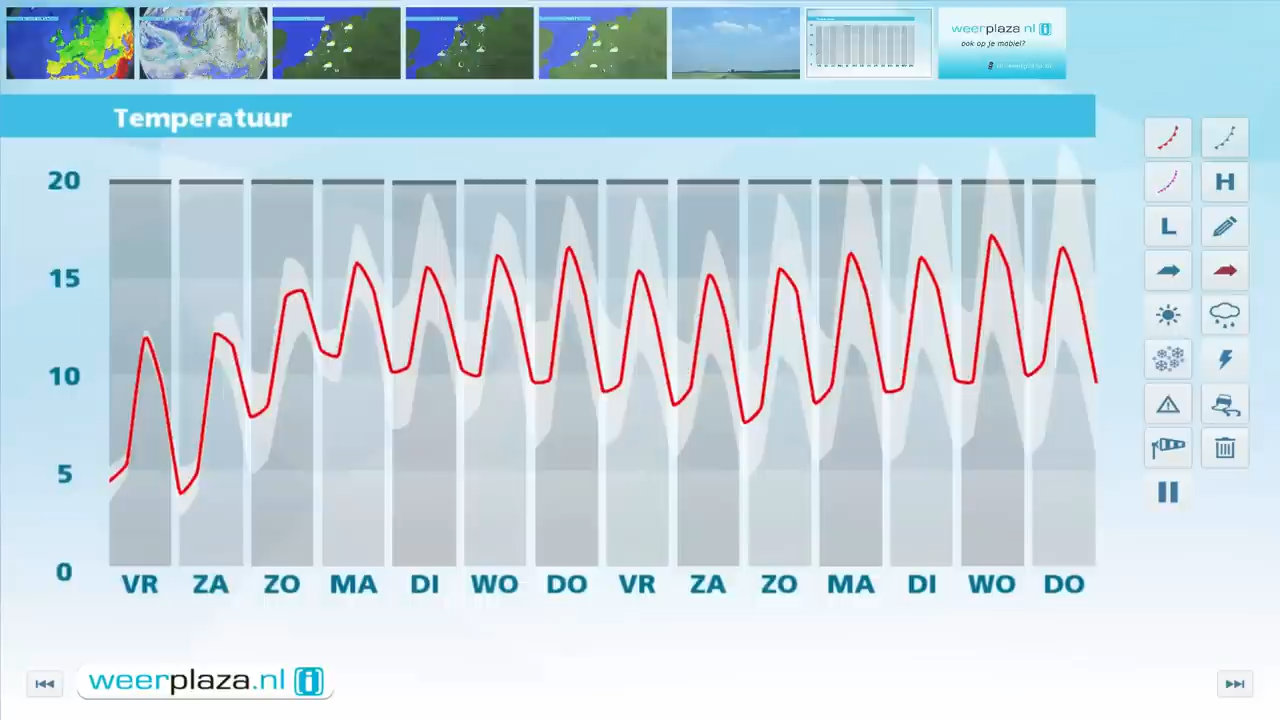 weerplaza.nl i
ook op je mobiel?
Temperatuur
20
15
10
5
0
H
L
VR ZA ZO MA DI WO DO VR ZA ZO MA DI WO DO
weerplaza.nl i